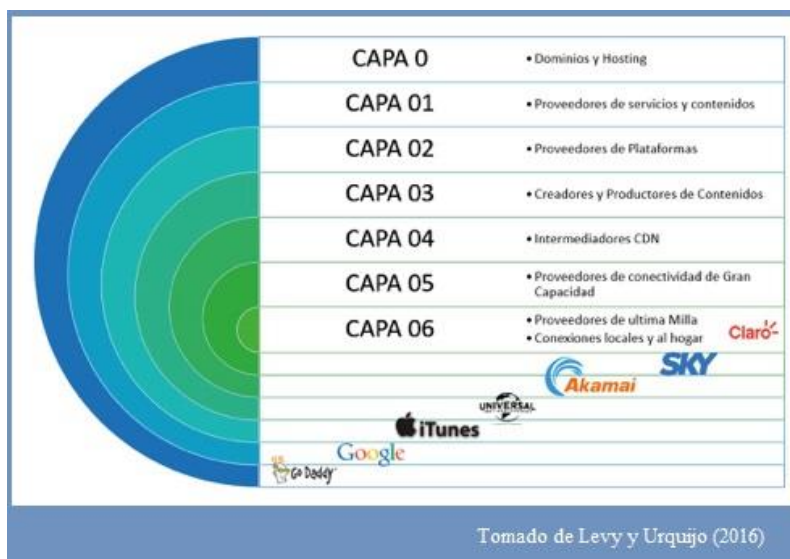 CAPA 0
• Dominios y Hosting
CAPA 01
• Proveedores de servicios y contenidos
CAPA 02
• Proveedores de Plataformas
CAPA 03
• Creadores y Productores de Contenidos
CAPA 04
• Intermediadores CDN
CAPA 05
• Proveedores de conectividad de Gran
Capacidad
CAPA 06
• Proveedores de ultima Milla
• Conexiones locales y al hogar
Claro
SKY
Akamai
UNIVERSAL
iTunes
Google
Go Daddy
Tomado de Levy y Urquijo (2016)